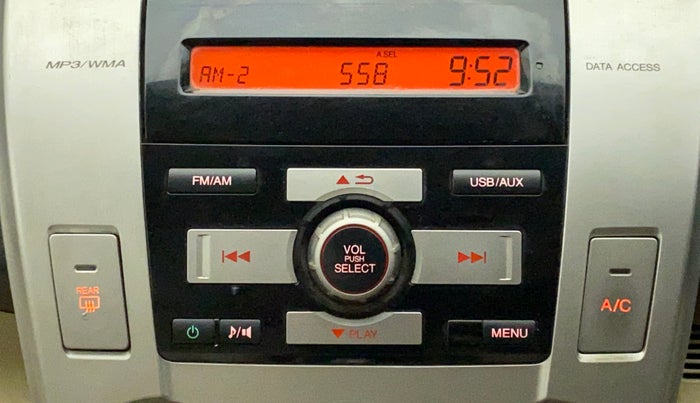 A.SEL
MP3/WMA
AM-2 558 9:52
DATA ACCESS
FM/AM
USB/AUX
VOL
PUSH
SELECT
REAR
A/C
PLAY
MENU